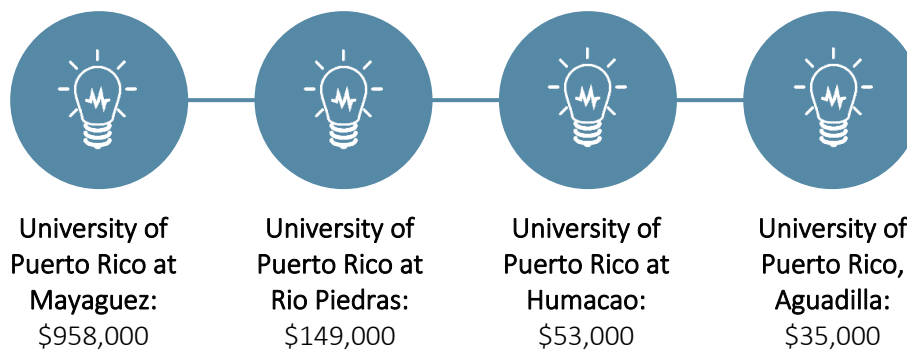 University of
Puerto Rico at
Mayaguez:
$958,000
University of
Puerto Rico at
Rio Piedras:
$149,000
University of
Puerto Rico at
Humacao:
$53,000
University of
Puerto Rico,
Aguadilla:
$35,000